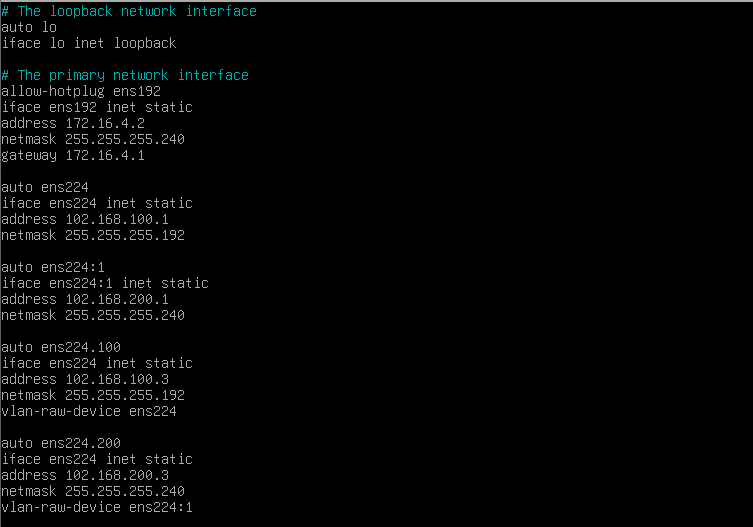 # The loopback network interface
auto lo
iface lo inet loopback
# The primary network interface
allow-hotplug ens192
iface ens192 inet static
address 172.16.4.2
netmask 255.255.255.240
gateway 172.16.4.1
auto ens224
iface ens224 inet static
address 102.168.100.1
netmask 255.255.255.192
auto ens224:1
iface ens224:1 inet static
address 102.168.200.1
netmask 255.255.255.240
auto ens224.100
iface ens224 inet static
address 102.168.100.3
netmask 255.255.255.192
vlan-raw-device ens224
auto ens224.200
iface ens224 inet static
address 102.168.200.3
netmask 255.255.255.240
vlan-raw-device ens224:1